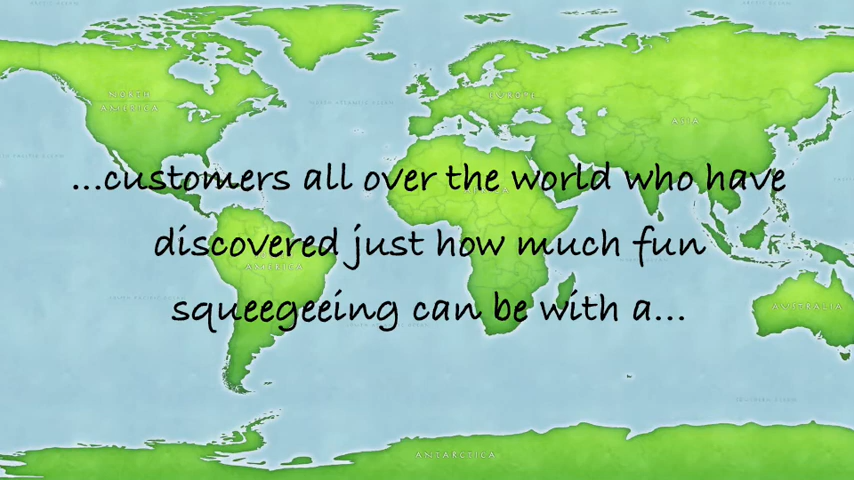 NORTH
AMERICA
EUROPE
ASIA
...customers all over the world who have
discovered just how much fun
AMERICA
squeegeeing can be with a...
AUSTRALIA
ANTARCTICA